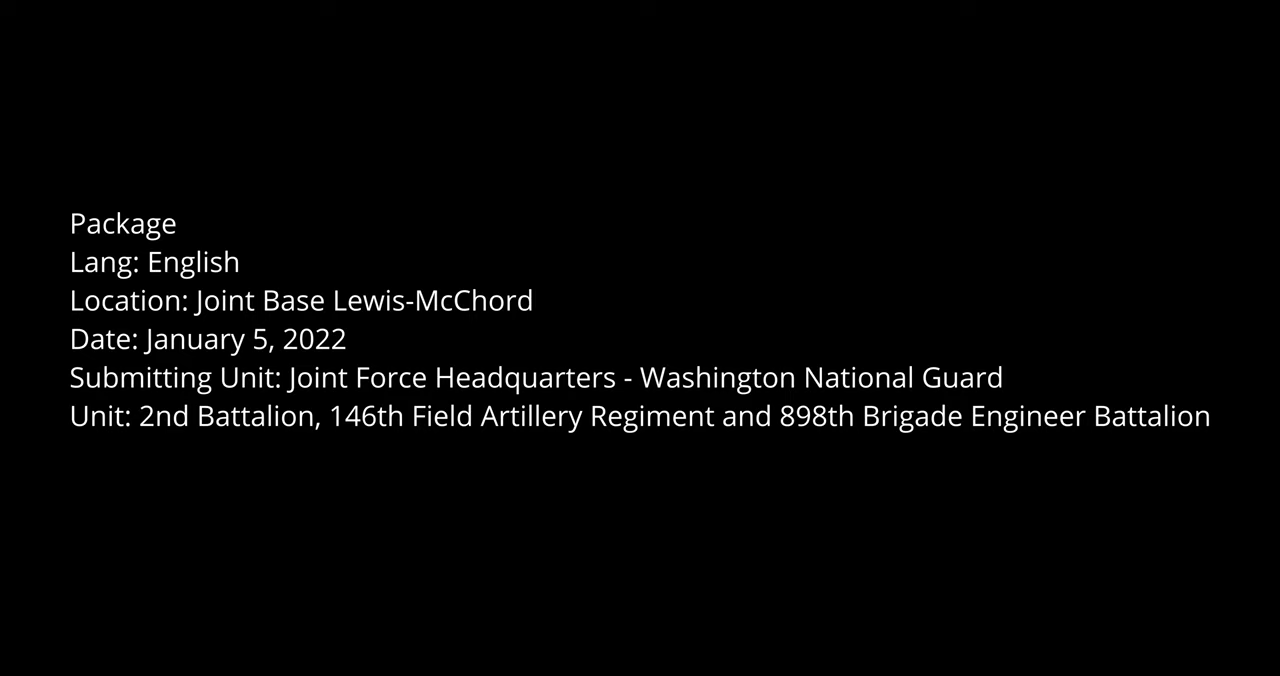 Package
Lang: English
Location: Joint Base Lewis-McChord
Date: January 5, 2022
Submitting Unit: Joint Force Headquarters - Washington National Guard
Unit: 2nd Battalion, 146th Field Artillery Regiment and 898th Brigade Engineer Battalion